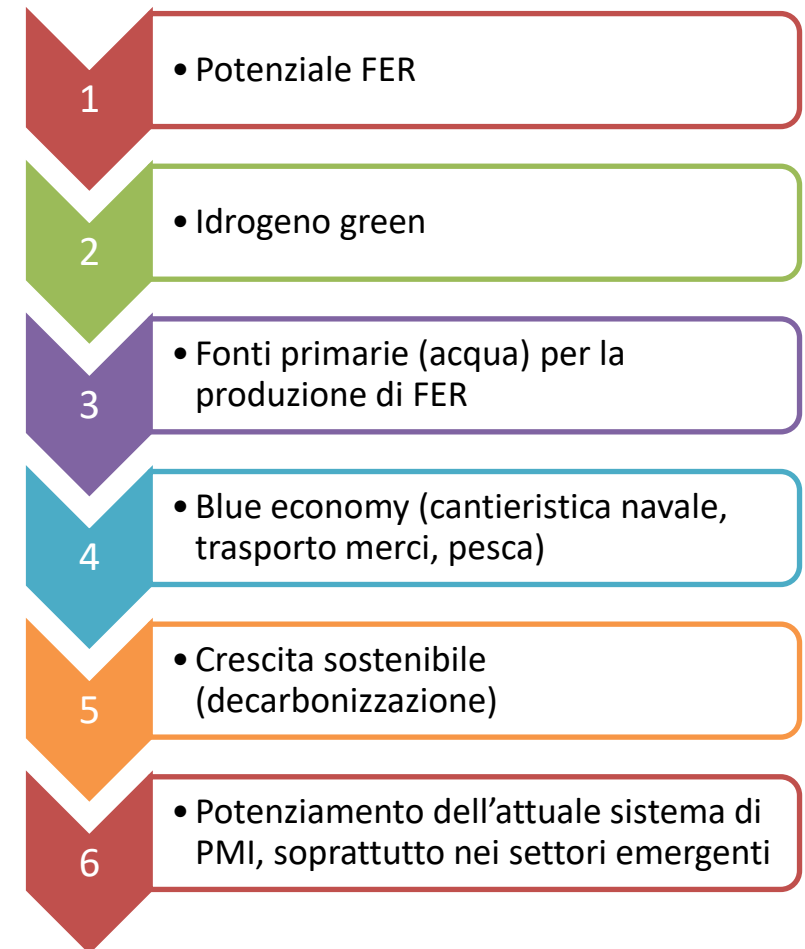 1
• Potenziale FER
2
• Idrogeno green
3
• Fonti primarie (acqua) per la
produzione di FER
4
• Blue economy (cantieristica navale,
trasporto merci, pesca)
5
• Crescita sostenibile
(decarbonizzazione)
6
• Potenziamento dell’attuale sistema di
PMI, soprattutto nei settori emergenti